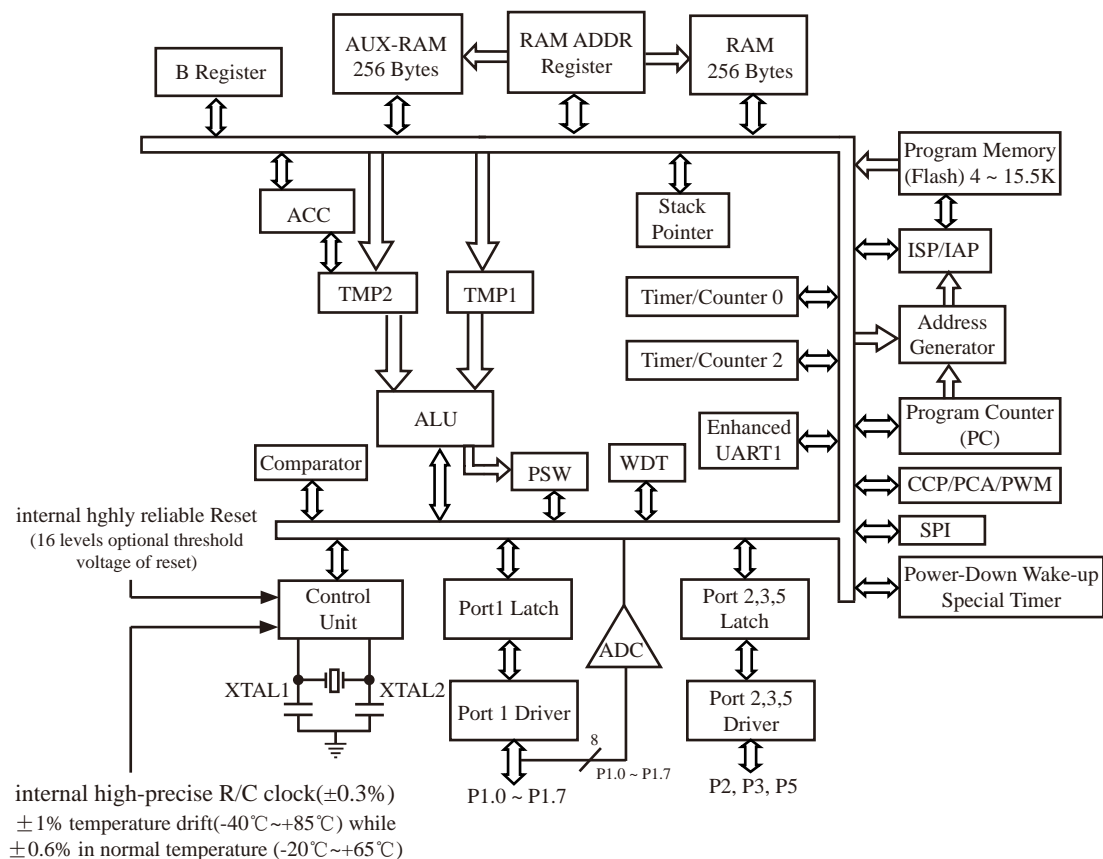 B Register
AUX-RAM
256 Bytes
RAM ADDR
Register
RAM
256 Bytes
Program Memory
(Flash) 4 ~ 15.5K
ACC
Stack
Pointer
ISP/IAP
TMP2
TMP1
Timer/Counter 0
Address
Generator
Timer/Counter 2
ALU
Enhanced
UART1
Program Counter
(PC)
Comparator
PSW
WDT
CCP/PCA/PWM
SPI
internal hghly reliable Reset
(16 levels optional threshold
voltage of reset)
Control
Unit
Port1 Latch
ADC
Port 2,3,5
Latch
Power-Down Wake-up
Special Timer
XTAL1
XTAL2
Port 1 Driver
Port 2,3,5
Driver
8
P1.0 ~ P1.7
P1.0 ~ P1.7
P2, P3, P5
internal high-precise R/C clock(±0.3%)
±1% temperature drift(-40℃~+85℃) while
±0.6% in normal temperature (-20℃~+65℃)